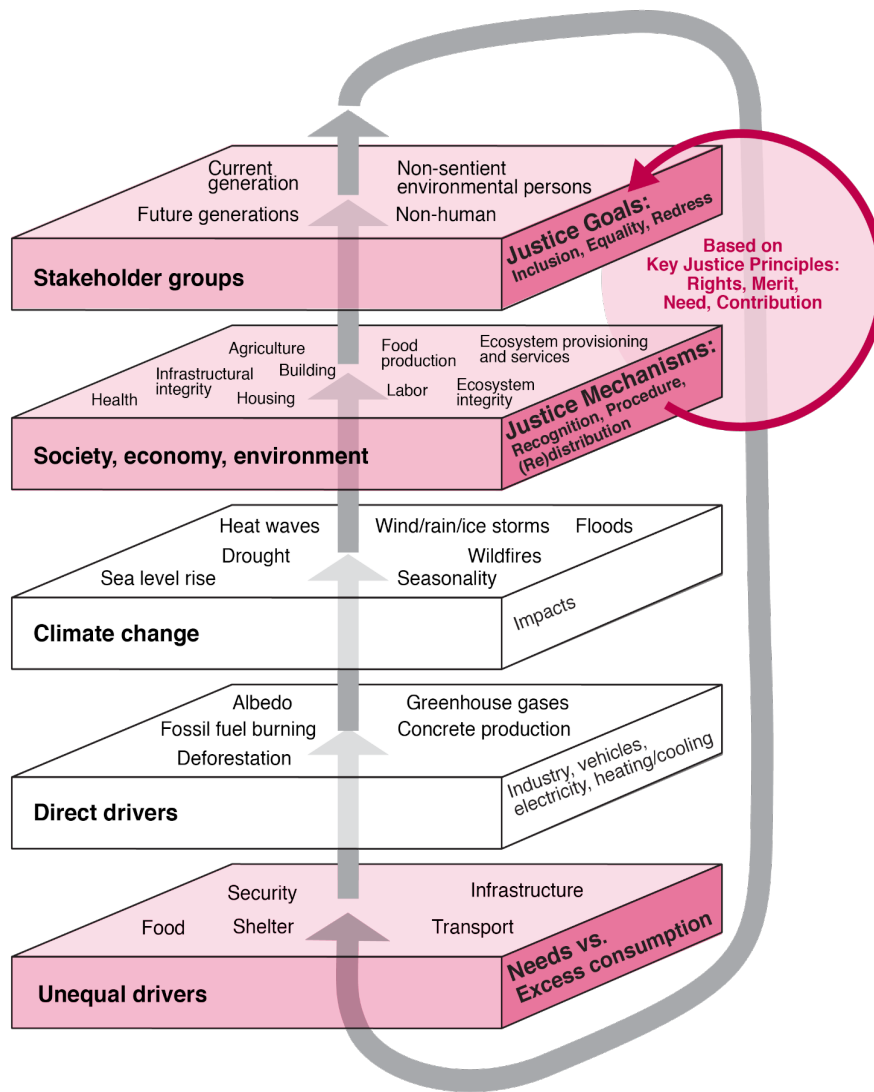 Current
generation
Non-sentient
environmental persons
Future generations
Non-human
Stakeholder groups
Justice Goals:
Inclusion, Equality, Redress
Based on
Key Justice Principles:
Rights, Merit,
Need, Contribution
Agriculture
Food
production
Ecosystem provisioning
and services
Infrastructural
integrity
Building
Health
Housing
Labor
Ecosystem
integrity
Society, economy, environment
Justice Mechanisms:
Recognition, Procedure,
(Re)distribution
Heat waves
Wind/rain/ice storms
Floods
Drought
Wildfires
Sea level rise
Seasonality
Climate change
Impacts
Albedo
Greenhouse gases
Fossil fuel burning
Concrete production
Deforestation
Direct drivers
Industry, vehicles,
electricity, heating/cooling
Security
Infrastructure
Food
Shelter
Transport
Unequal drivers
Needs vs.
Excess consumption